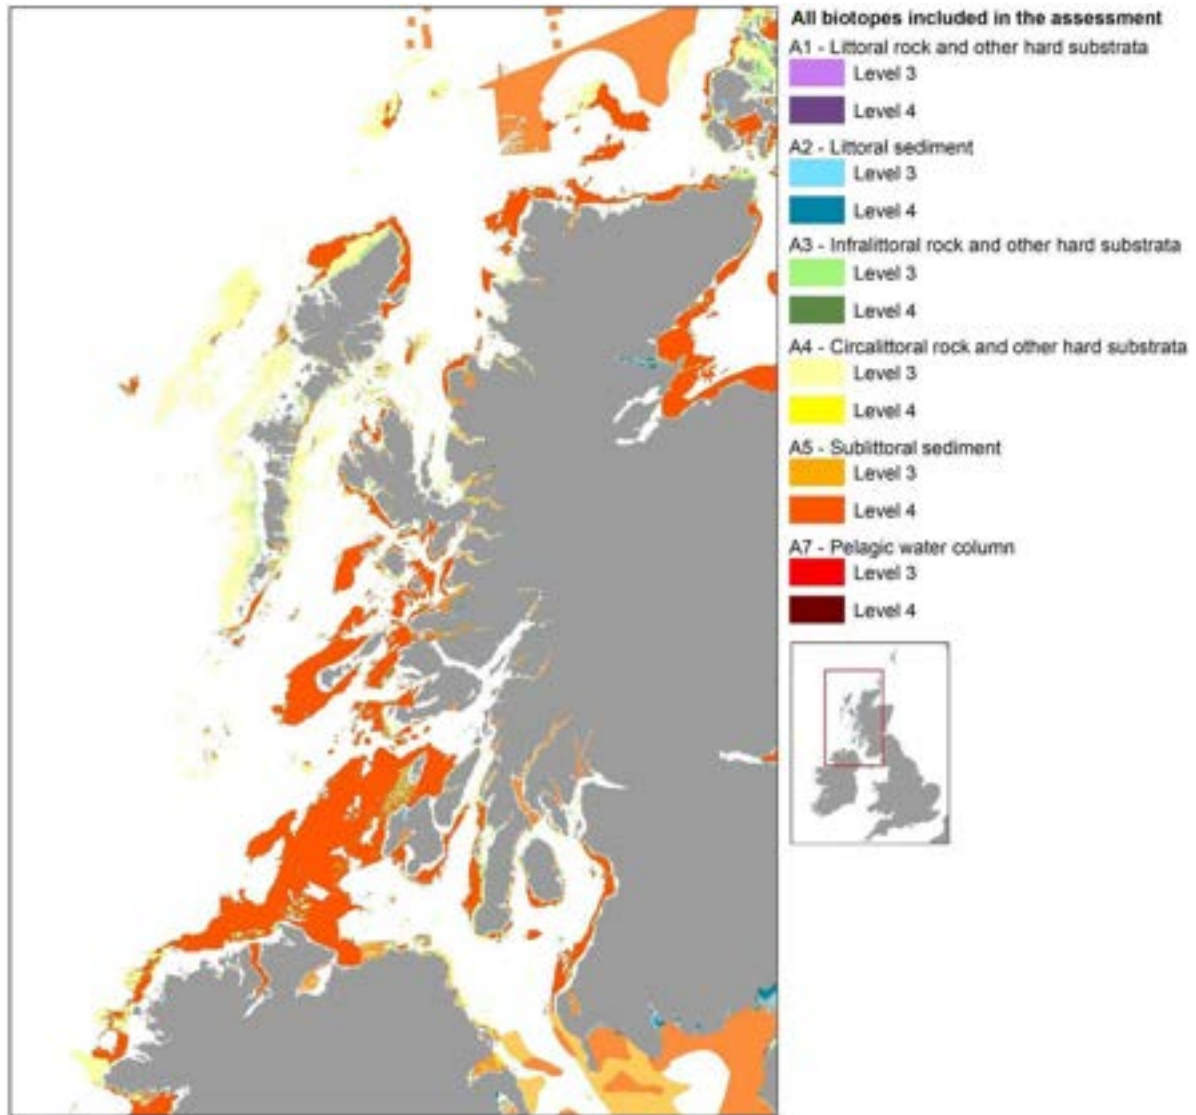 All biotopes included in the assessment
A1 - Littoral rock and other hard substrata
Level 3
Level 4
A2 - Littoral sediment
Level 3
Level 4
A3 - Infralittoral rock and other hard substrata
Level 3
Level 4
A4 - Circalittoral rock and other hard substrata
Level 3
Level 4
A5 - Sublittoral sediment
Level 3
Level 4
A7 - Pelagic water column
Level 3
Level 4